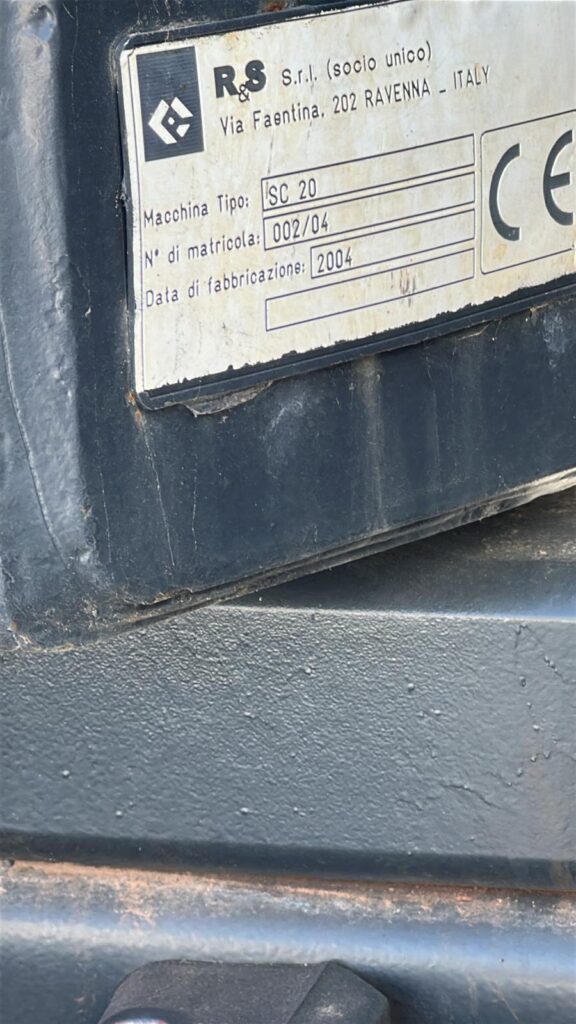 R&S S.r.l. (socio unico)
Via Faentina, 202 RAVENNA - ITALY
Macchina Tipo: SC 20
N° di matricola: 002/04
Data di fabbricazione: 2004
CE